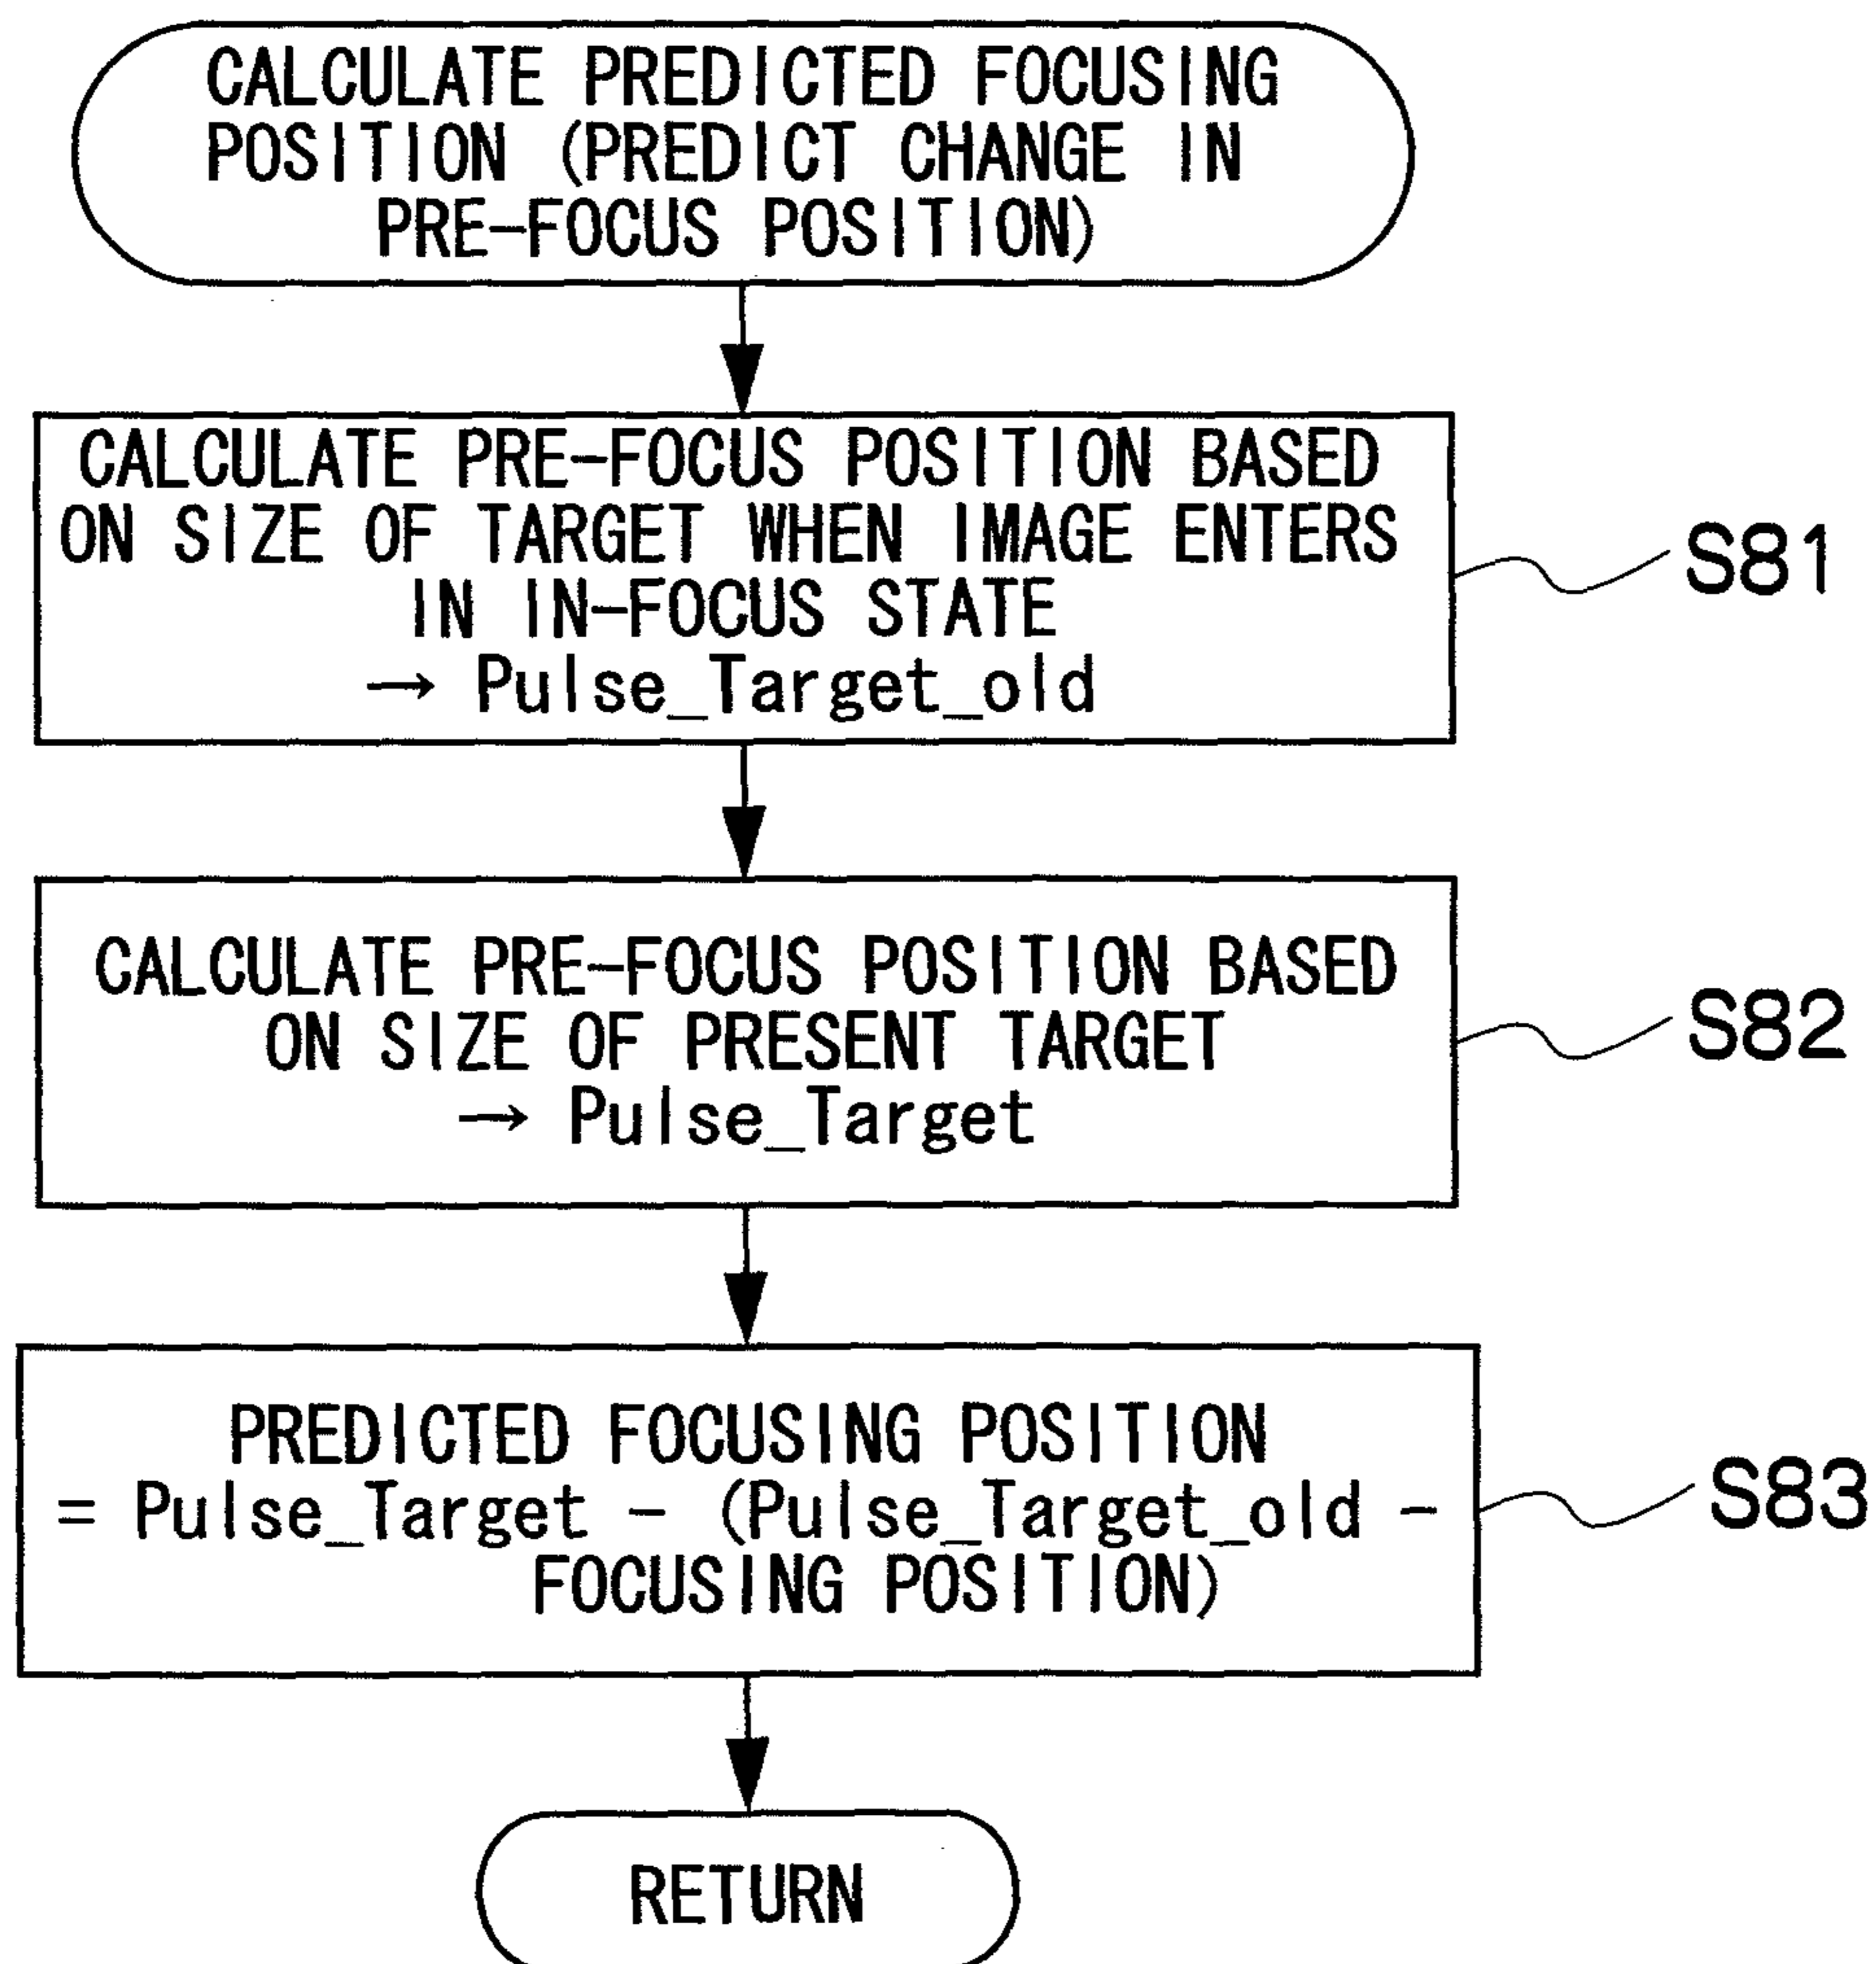 CALCULATE PREDICTED FOCUSING
POSITION (PREDICT CHANGE IN
PRE-FOCUS POSITION)
CALCULATE PRE-FOCUS POSITION BASED
ON SIZE OF TARGET WHEN IMAGE ENTERS
IN IN-FOCUS STATE
→ Pulse_Target_old
S81
CALCULATE PRE-FOCUS POSITION BASED
ON SIZE OF PRESENT TARGET
→ Pulse_Target
S82
PREDICTED FOCUSING POSITION
= Pulse_Target - (Pulse_Target_old -
FOCUSING POSITION)
S83
RETURN